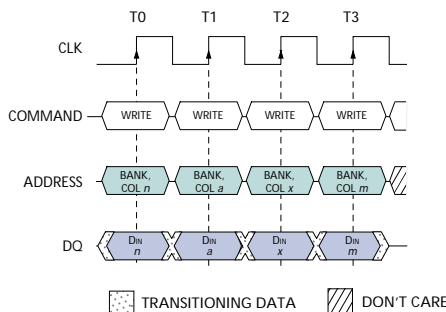 T0 T1 T2 T3
CLK
COMMAND WRITE WRITE WRITE WRITE
ADDRESS BANK, COL n BANK, COL a BANK, COL x BANK, COL m
DQ DIN n DIN a DIN x DIN m
TRANSITIONING DATA DON'T CARE